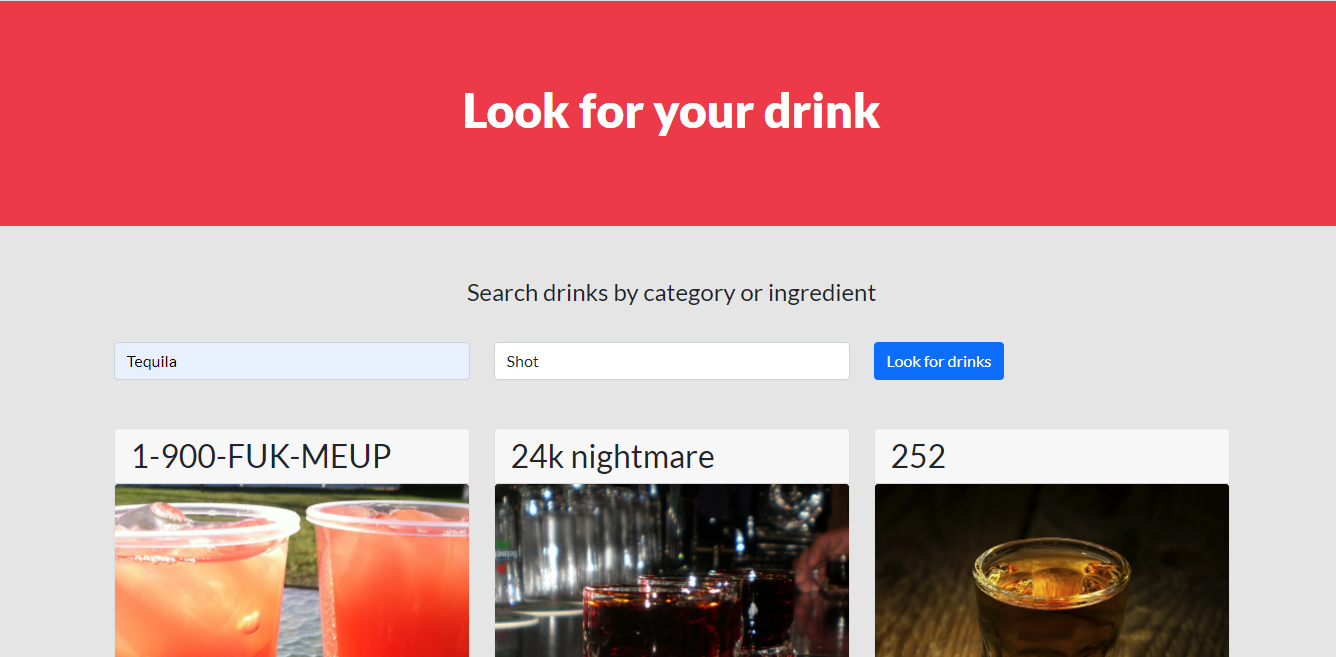 Look for your drink
Search drinks by category or ingredient
Tequila
Shot
Look for drinks
1-900-FUK-MEUP
24k nightmare
252